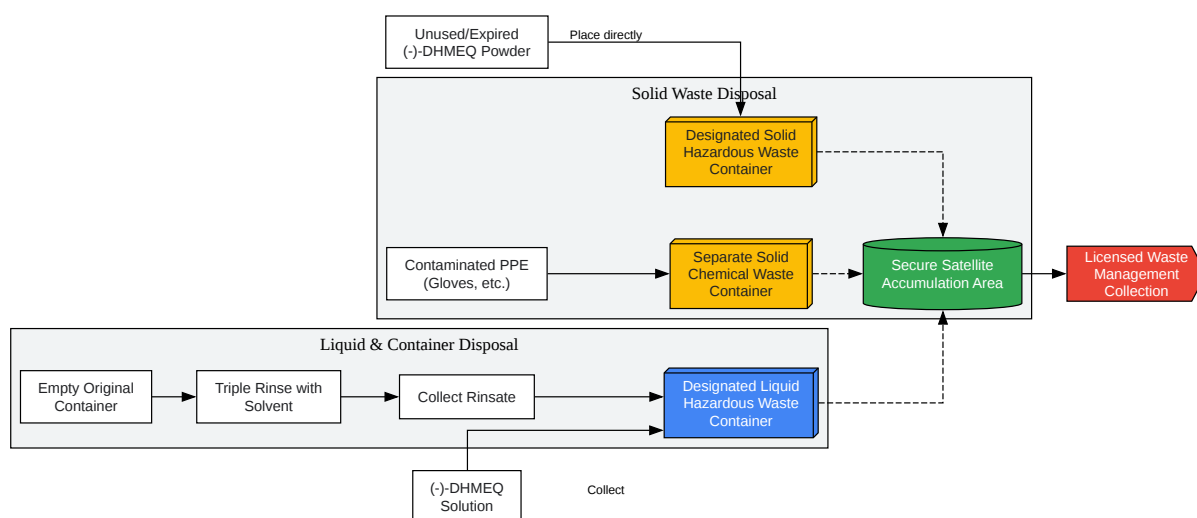 Unused/Expired
(-)-DHMEQ Powder
Place directly
Solid Waste Disposal
Designated Solid
Hazardous Waste
Container
Contaminated PPE
(Gloves, etc.)
Separate Solid
Chemical Waste
Container
Secure Satellite
Accumulation Area
Licensed Waste
Management
Collection
Liquid & Container Disposal
Empty Original
Container
Triple Rinse with
Solvent
Collect Rinsate
Designated Liquid
Hazardous Waste
Container
(-)-DHMEQ
Solution
Collect